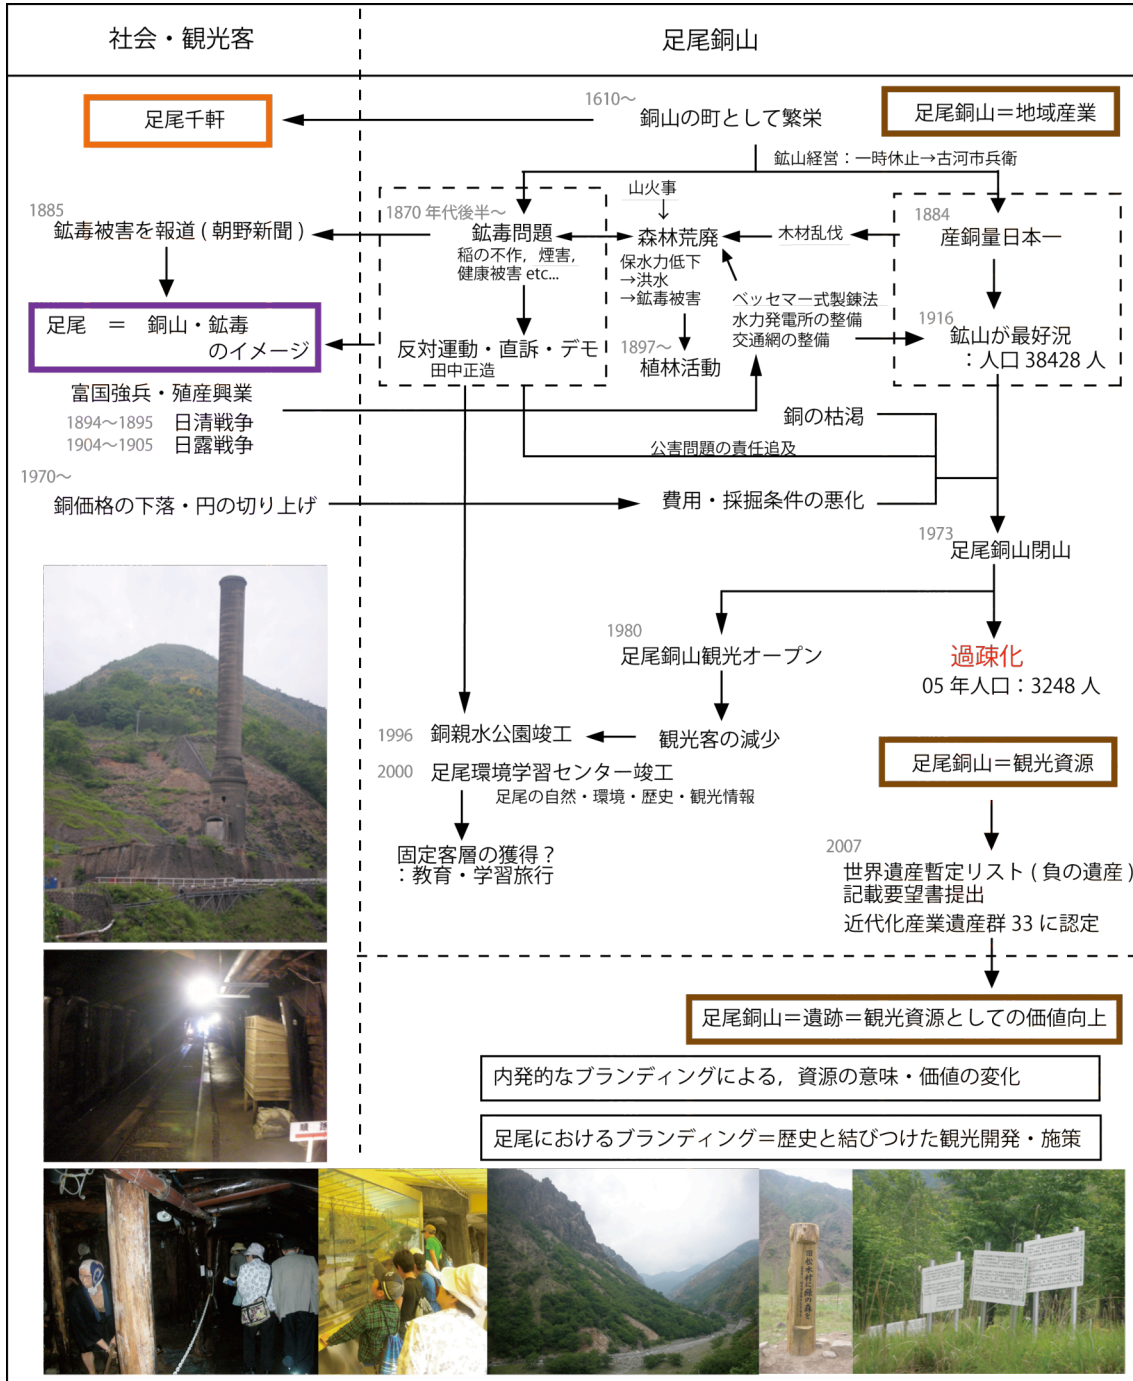 社会・観光客
足尾銅山
足尾千軒
1610〜
銅山の町として繁栄
足尾銅山＝地域産業
鉱山経営：一時休止→古河市兵衛
1885
鉱毒被害を報道 ( 朝野新聞 )
1870 年代後半〜
鉱毒問題
稲の不作，煙害，
健康被害 etc...
山火事
森林荒廃
保水力低下
→洪水
→鉱毒被害
木材乱伐
1884
産銅量日本一
足尾　＝　銅山・鉱毒
のイメージ
反対運動・直訴・デモ
田中正造
1897〜
植林活動
ベッセマー式製錬法
水力発電所の整備
交通網の整備
1916
鉱山が最好況
：人口 38428 人
富国強兵・殖産興業
1894〜1895　日清戦争
1904〜1905　日露戦争
銅の枯渇
公害問題の責任追及
1970〜
銅価格の下落・円の切り上げ
費用・採掘条件の悪化
1973
足尾銅山閉山
1980
足尾銅山観光オープン
過疎化
05 年人口：3248 人
1996
銅親水公園竣工
観光客の減少
足尾銅山＝観光資源
2000
足尾環境学習センター竣工
足尾の自然・環境・歴史・観光情報
固定客層の獲得？
：教育・学習旅行
2007
世界遺産暫定リスト ( 負の遺産 )
記載要望書提出
近代化産業遺産群 33 に認定
足尾銅山＝遺跡＝観光資源としての価値向上
内発的なブランディングによる，資源の意味・価値の変化
足尾におけるブランディング＝歴史と結びつけた観光開発・施策
旧松木村に緑の森を